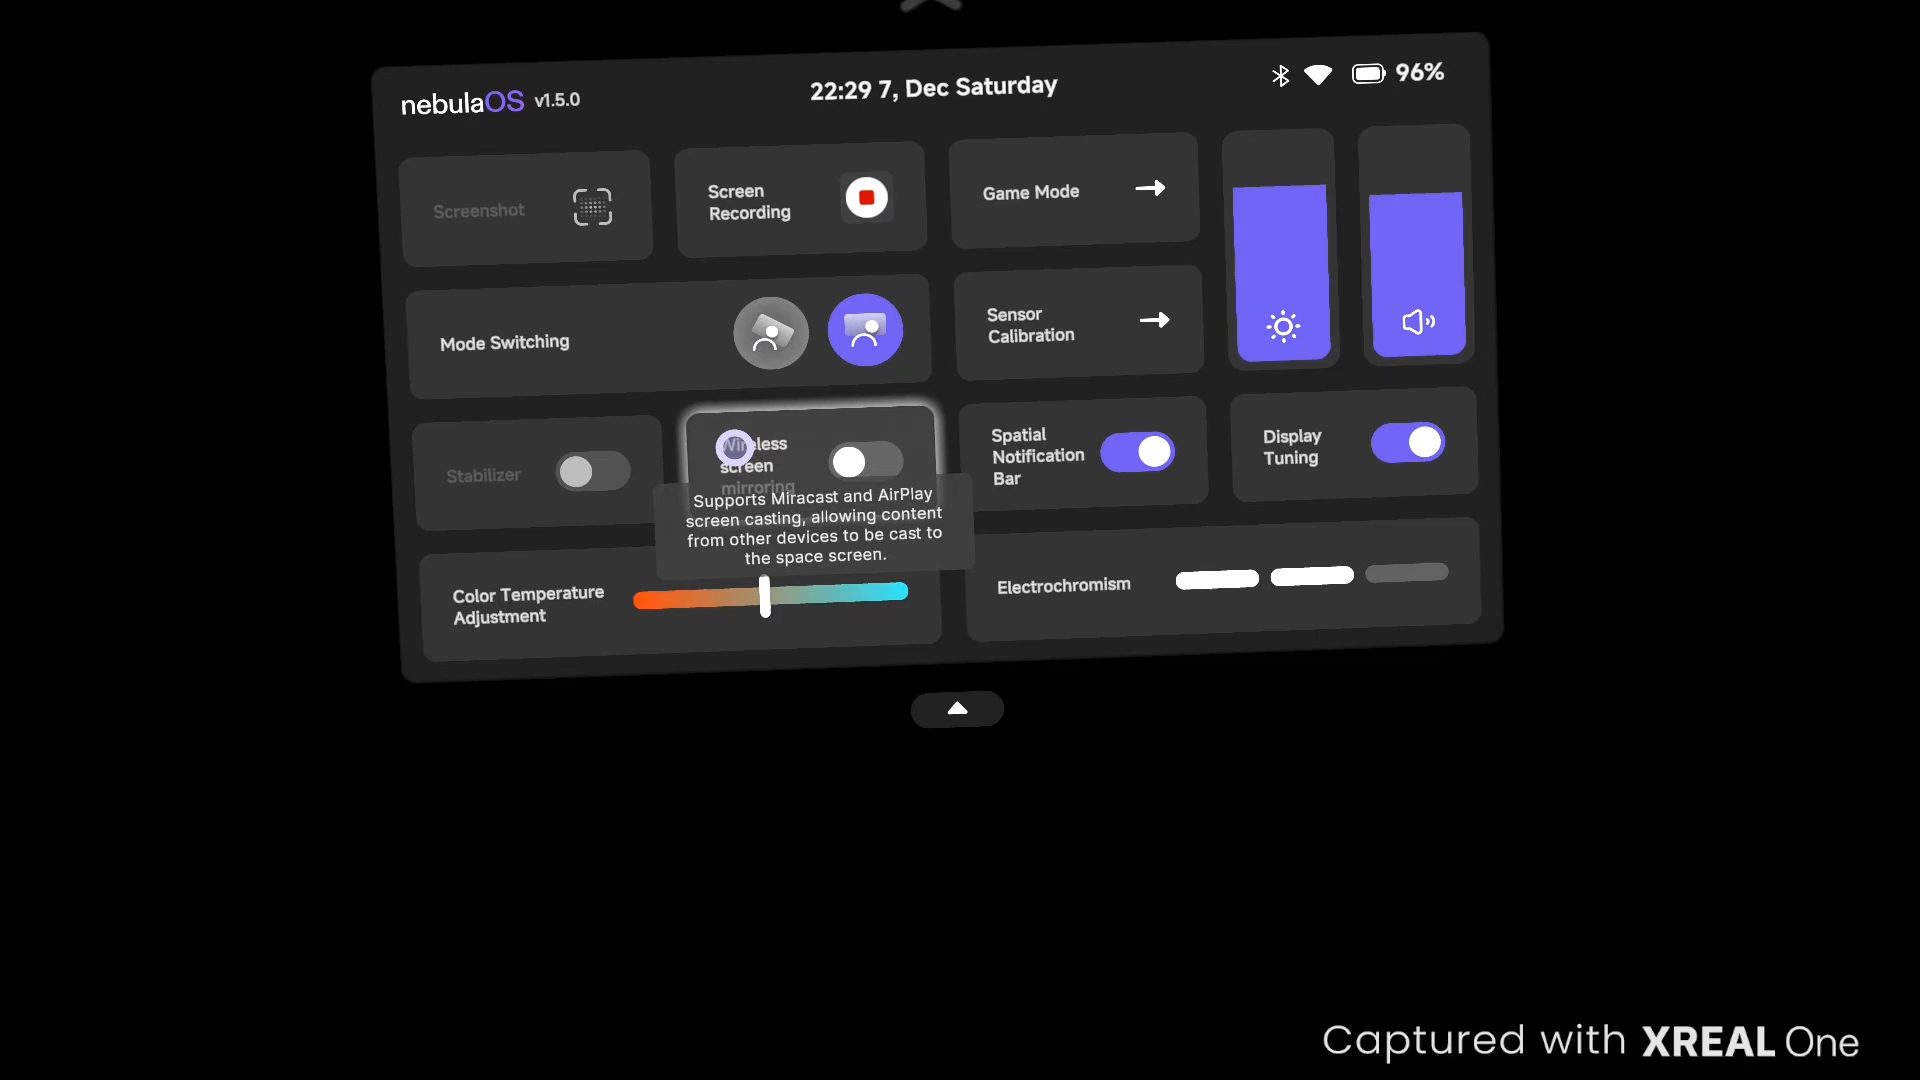 nebulaOS v1.5.0
22:29 7, Dec Saturday
96%
Screenshot
Screen
Recording
Game Mode
Mode Switching
Sensor
Calibration
Stabilizer
Wireless
screen
mirroring
Spatial
Notification
Bar
Display
Tuning
Supports Miracast and AirPlay
screen casting, allowing content
from other devices to be cast to
the space screen.
Color Temperature
Adjustment
Electrochromism
Captured with XREAL One